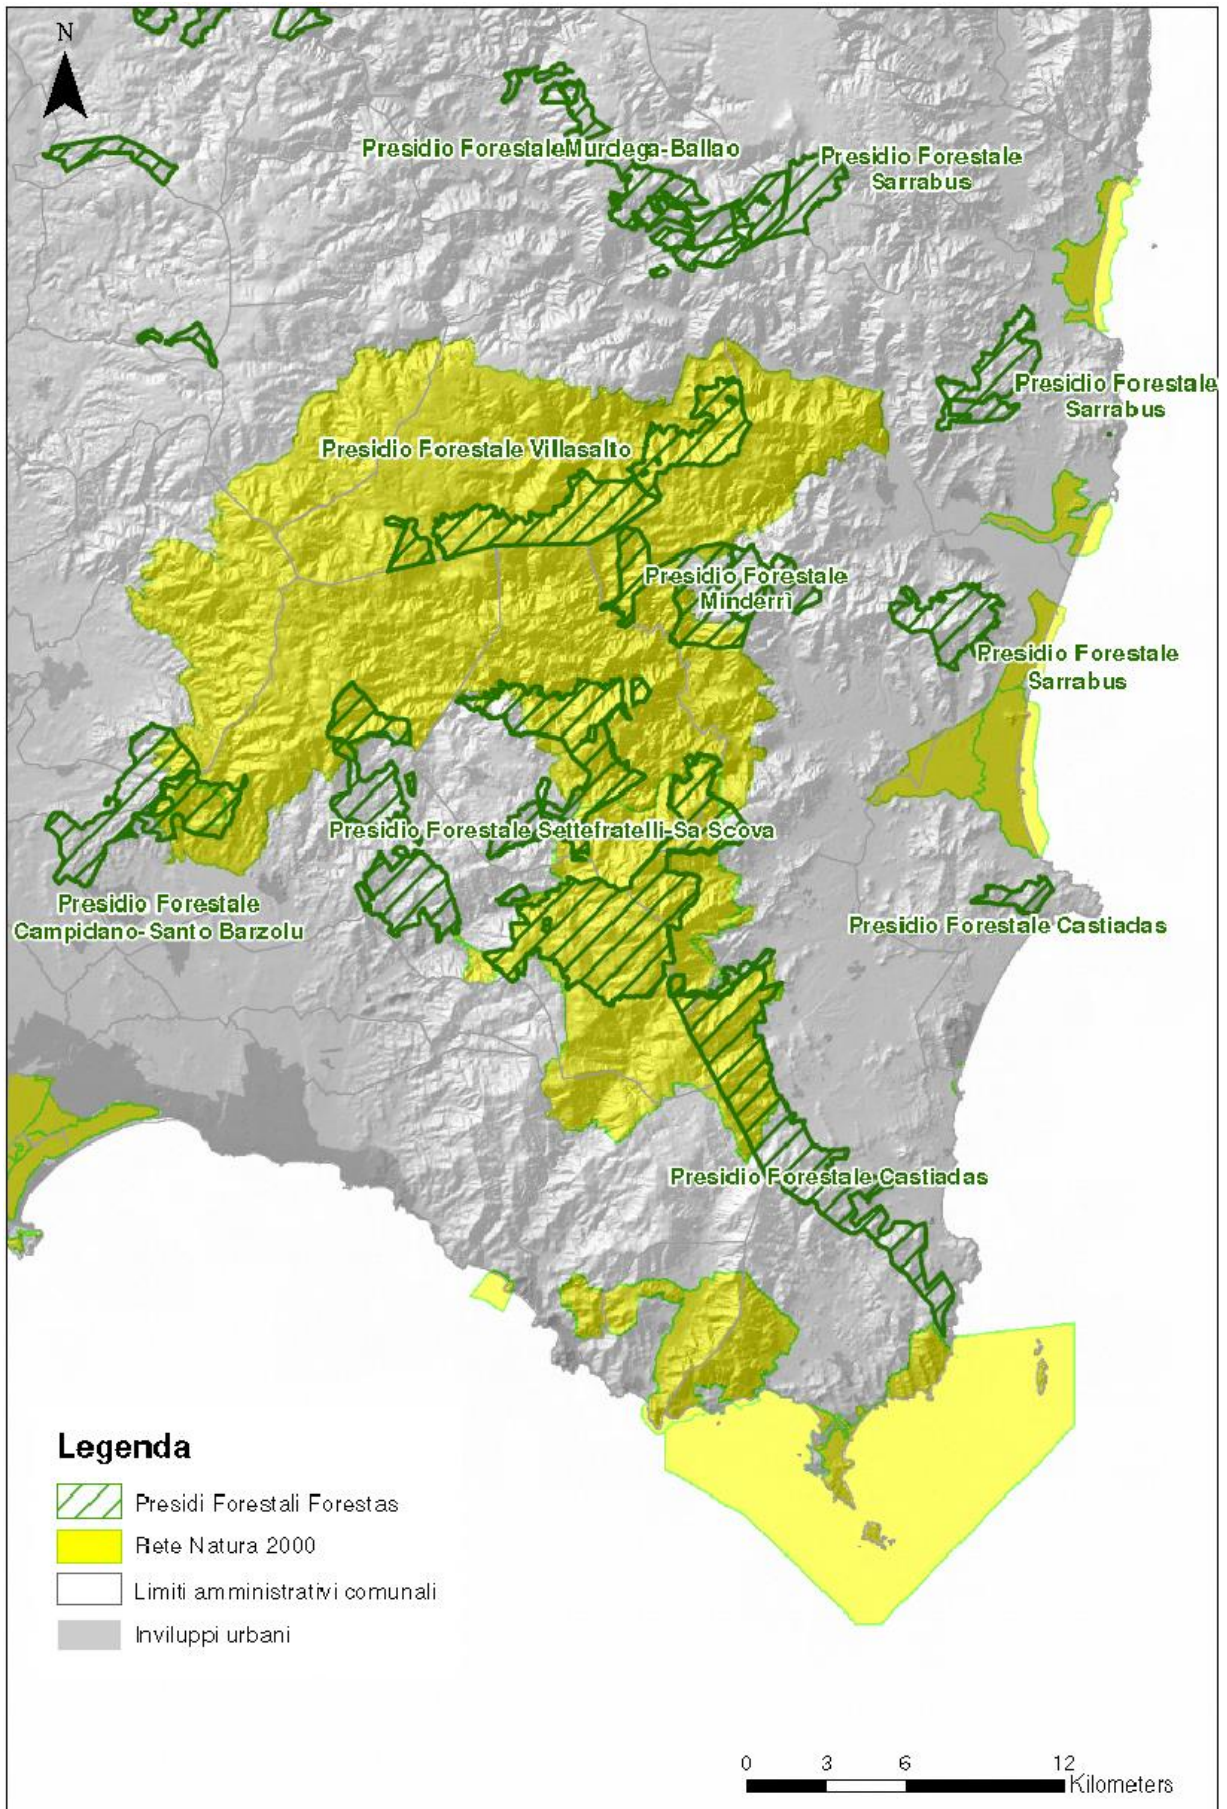 N
Presidio Forestale Murdega-Ballao
Presidio Forestale
Sarrabus
Presidio Forestale
Sarrabus
Presidio Forestale Villasalto
Presidio Forestale
Minderrì
Presidio Forestale
Sarrabus
Presidio Forestale Settefratelli-Sa Scova
Presidio Forestale
Campidano-Santo Barzolu
Presidio Forestale Castiadas
Presidio Forestale Castiadas
Legenda
Presidi Forestali Forestas
Rete Natura 2000
Limiti amministrativi comunali
Inviluppi urbani
0 3 6 12
Kilometers